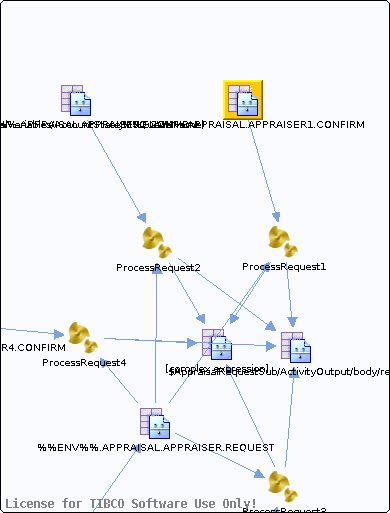 APPRAISAL.APPRAISER1.CONFIRM
ProcessRequest2
ProcessRequest1
R4.CONFIRM
ProcessRequest4
[complex expression]
$AppraisalRequestSub/ActivityOutput/body/re
%%ENV%%.APPRAISAL.APPRAISER.REQUEST
ProcessRequest3
License for TIBCO Software Use Only!